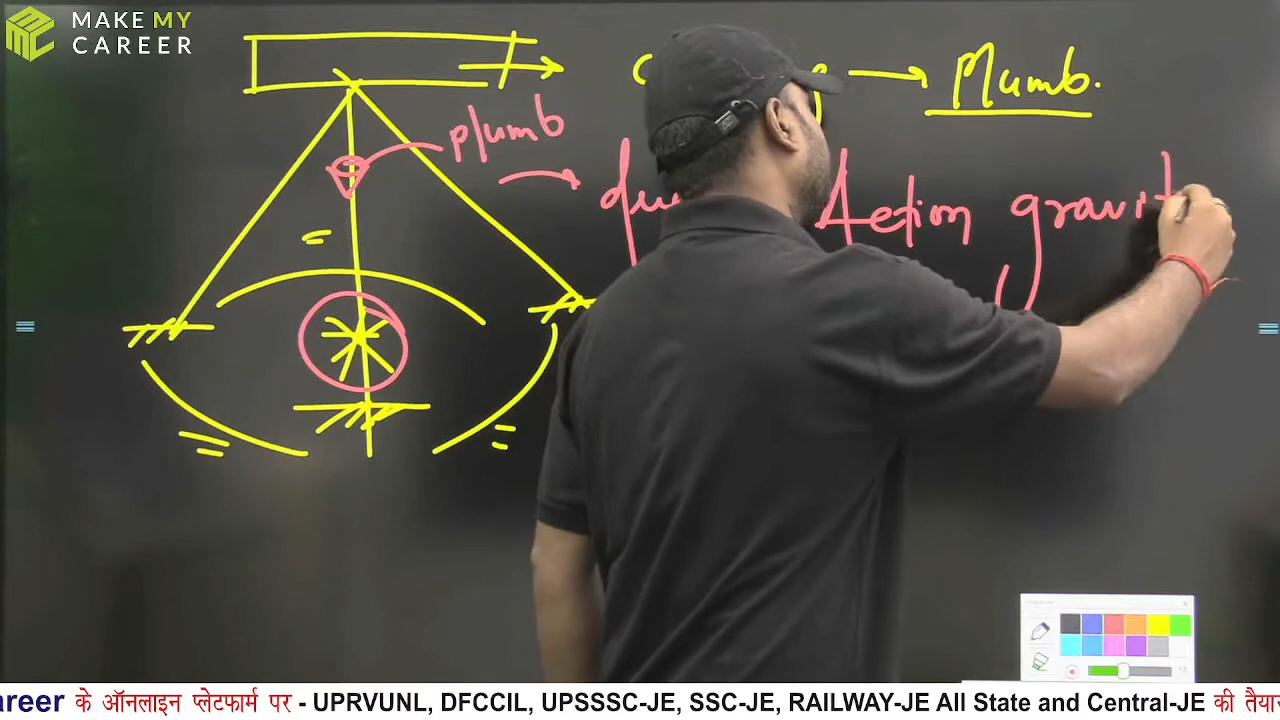 MAKE MY
CAREER
Plumb.
plumb
Action gravit
areer के ऑनलाइन प्लेटफार्म पर - UPRVUNL, DFCCIL, UPSSSC-JE, SSC-JE, RAILWAY-JE All State and Central-JE की तैया